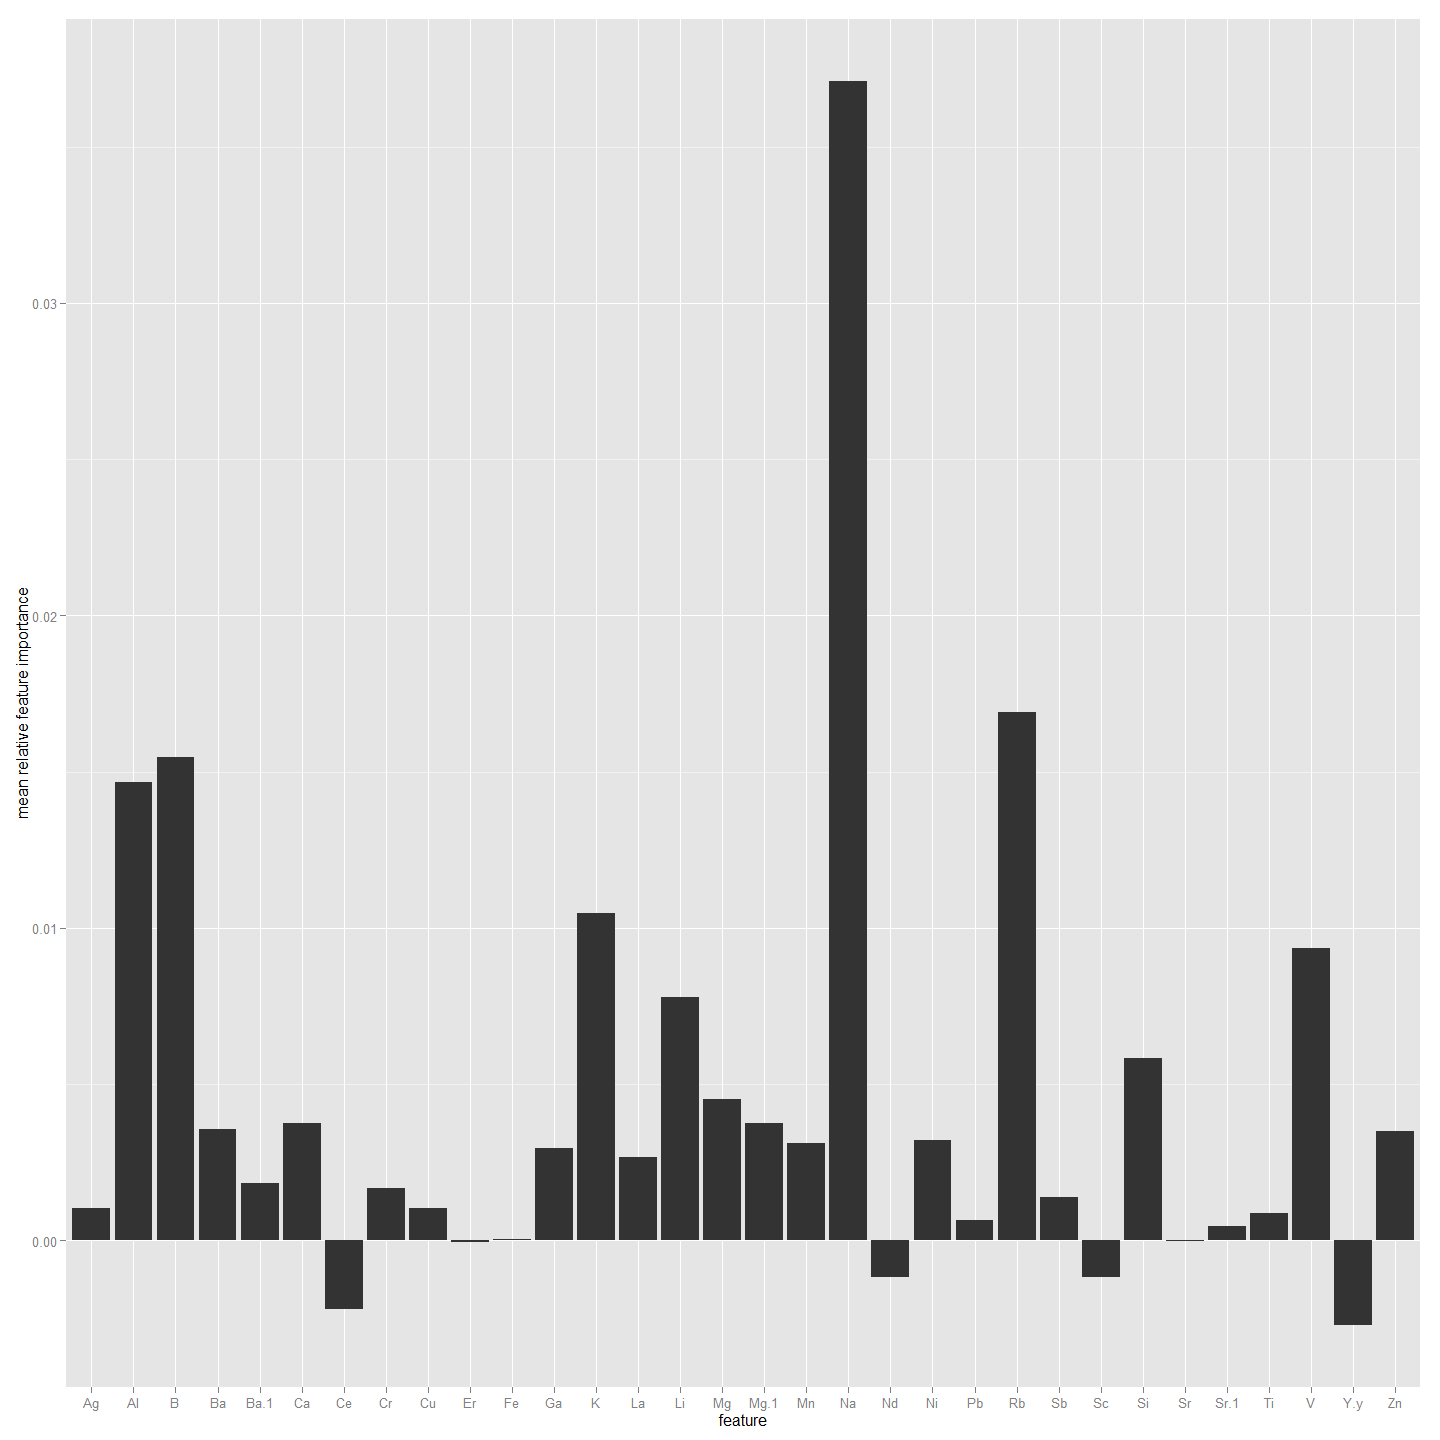 mean relative feature importance
0.03
0.02
0.01
0.00
Ag Al B Ba Ba.1 Ca Ce Cr Cu Er Fe Ga K La Li Mg Mg.1 Mn Na Nd Ni Pb Rb Sb Sc Si Sr Sr.1 Ti V Y.y Zn
feature